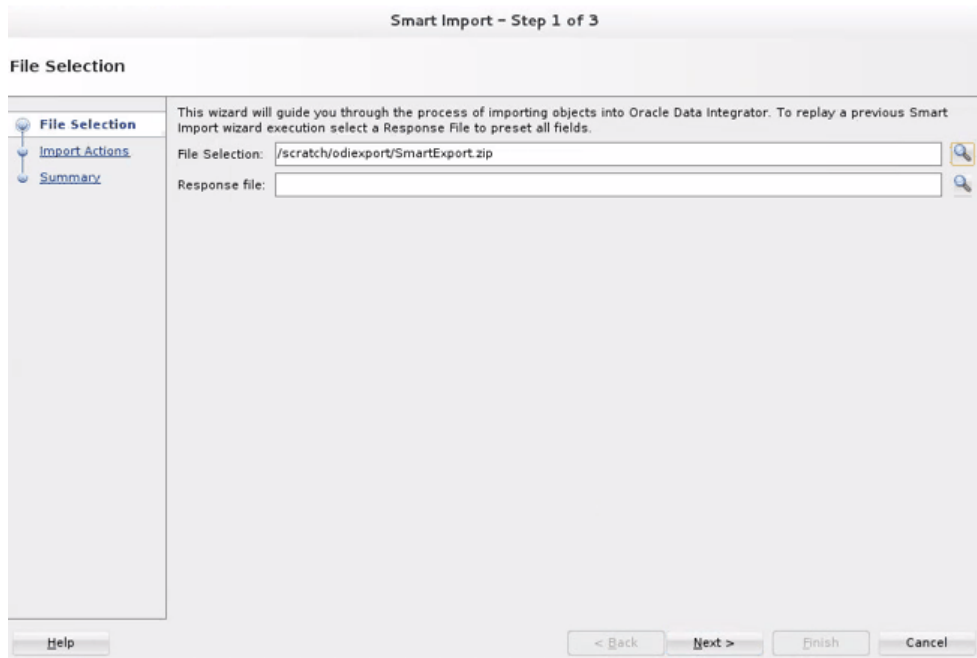 Smart Import - Step 1 of 3
File Selection
File Selection
Import Actions
Summary
This wizard will guide you through the process of importing objects into Oracle Data Integrator. To replay a previous Smart
Import wizard execution select a Response File to preset all fields.
File Selection: /scratch/odiexport/SmartExport.zip
Response file:
Help
< Back
Next >
Finish
Cancel